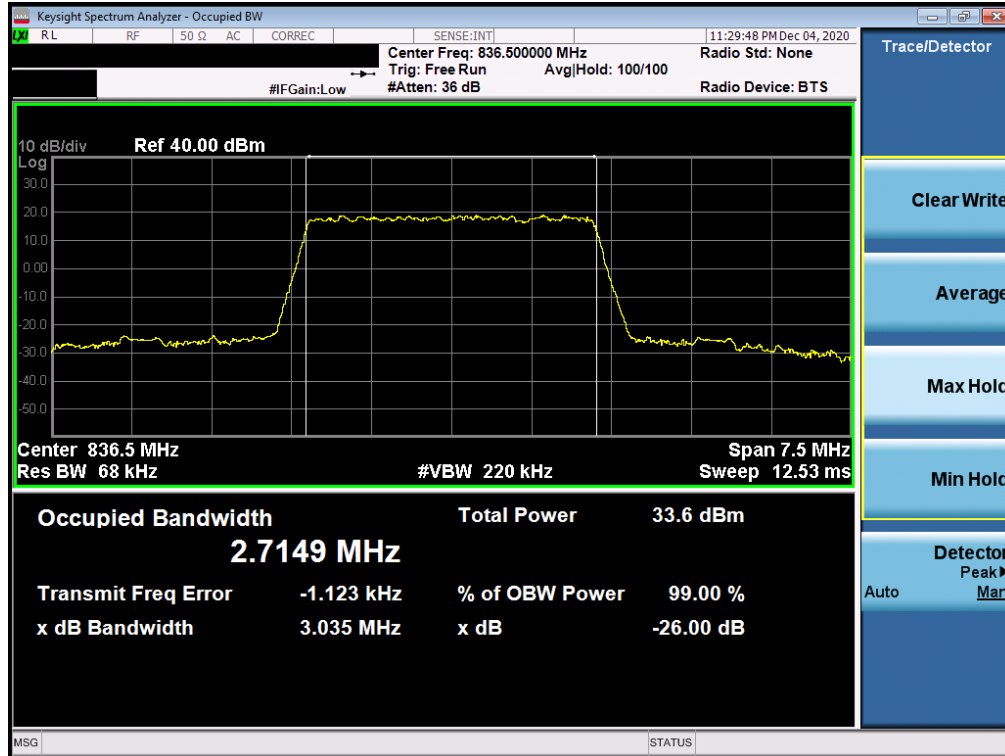 Keysight Spectrum Analyzer - Occupied BW
LXI RL RF 50 Ω AC CORREC SENSE:INT 11:29:48 PM Dec 04, 2020
Center Freq: 836.500000 MHz Radio Std: None
Trig: Free Run Avg|Hold: 100/100
#IFGain:Low #Atten: 36 dB Radio Device: BTS
10 dB/div Ref 40.00 dBm
Log
30.0
20.0
10.0
0.00
-10.0
-20.0
-30.0
-40.0
-50.0
Center 836.5 MHz Span 7.5 MHz
Res BW 68 kHz #VBW 220 kHz Sweep 12.53 ms
Occupied Bandwidth Total Power 33.6 dBm
2.7149 MHz
Transmit Freq Error -1.123 kHz % of OBW Power 99.00 %
x dB Bandwidth 3.035 MHz x dB -26.00 dB
MSG STATUS
Trace/Detector
Clear Write
Average
Max Hold
Min Hold
Detector
Peak
Auto Man